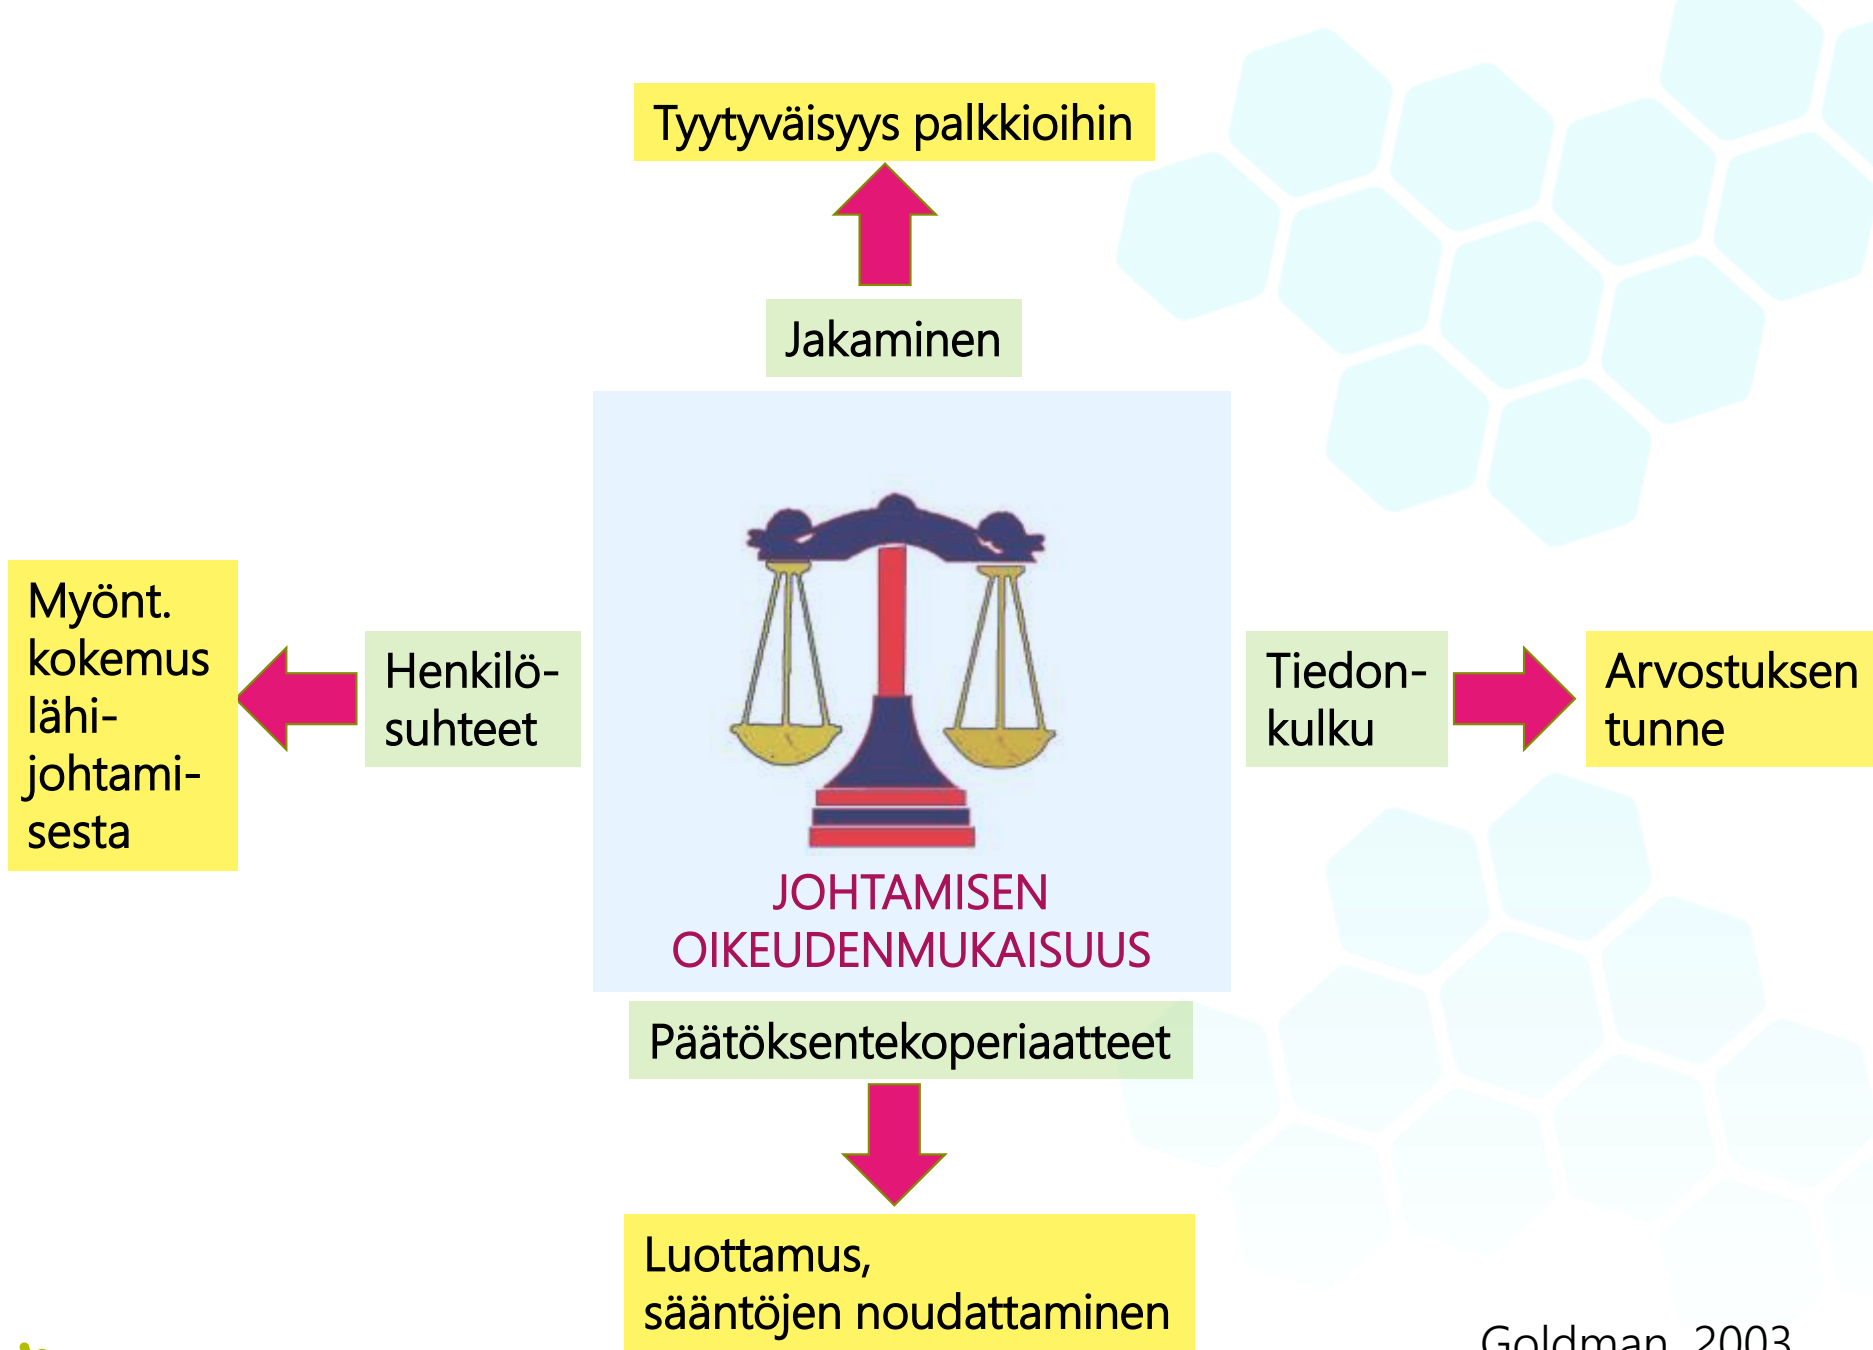 Tyytyväisyys palkkioihin
Jakaminen
Myönt.
kokemus
lähi-
johtami-
sesta
Henkilö-
suhteet
Tiedon-
kulku
Arvostuksen
tunne
JOHTAMISEN
OIKEUDENMUKAISUUS
Päätöksentekoperiaatteet
Luottamus,
sääntöjen noudattaminen
Goldman, 2003